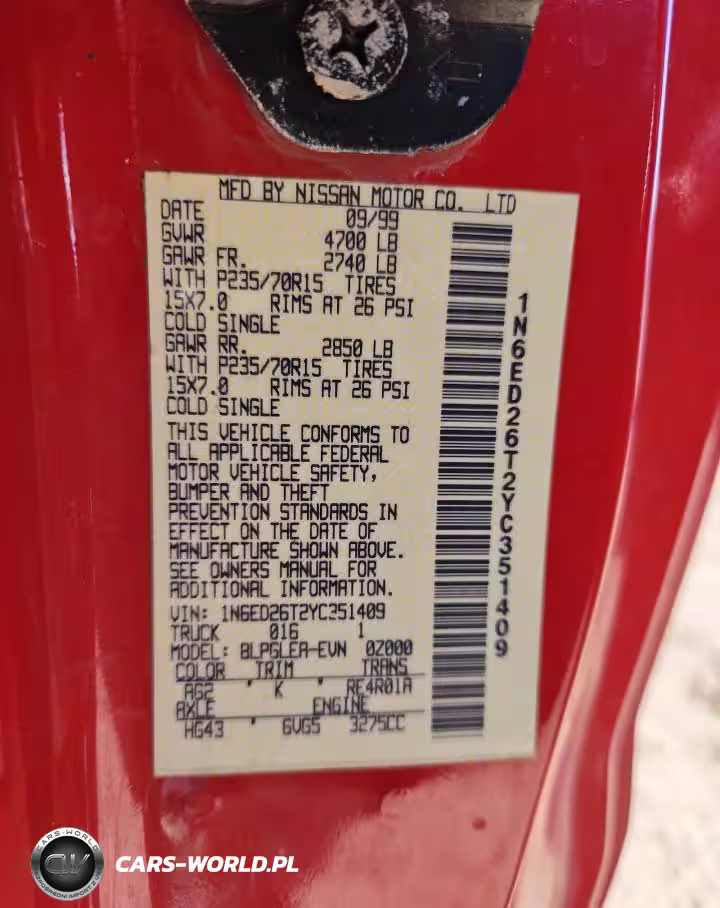 MFD BY NISSAN MOTOR CO. LTD
DATE 09/99
GVWR 4700 LB
GAWR FR. 2740 LB
WITH P235/70R15 TIRES
15X7.0 RIMS AT 26 PSI
COLD SINGLE
GAWR RR. 2850 LB
WITH P235/70R15 TIRES
15X7.0 RIMS AT 26 PSI
COLD SINGLE
THIS VEHICLE CONFORMS TO
ALL APPLICABLE FEDERAL
MOTOR VEHICLE SAFETY,
BUMPER AND THEFT
PREVENTION STANDARDS IN
EFFECT ON THE DATE OF
MANUFACTURE SHOWN ABOVE.
SEE OWNERS MANUAL FOR
ADDITIONAL INFORMATION.
VIN: 1N6ED26T2YC351409
TRUCK 016 1
MODEL: BLPGLEA-EVN 0Z000
COLOR TRIM TRANS
AG2 ' K ' RE4R01A
AXLE ENGINE
HG43 ' 6VG5 3275CC
1N6ED26T2YC351409
CARS-WORLD
CW
CARS-WORLD.PL